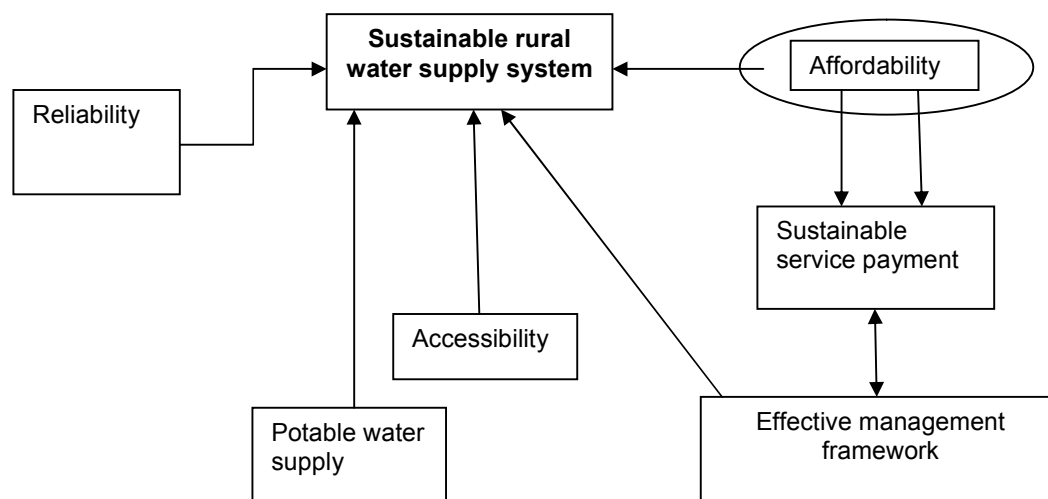 Sustainable rural
water supply system
Affordability
Reliability
Sustainable
service payment
Accessibility
Potable water
supply
Effective management
framework